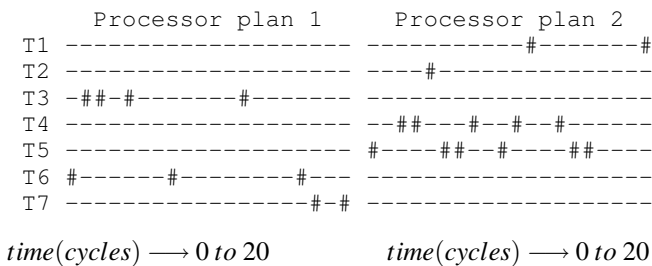 Processor plan 1 Processor plan 2
T1 -------------------- -----------#-------#
T2 -------------------- ----#---------------
T3 -##-#-------#------- --------------------
T4 -------------------- --##---#--#--#------
T5 -------------------- #----##--#----##----
T6 #------#--------#--- --------------------
T7 -----------------#-# --------------------
time(cycles) ⟶ 0 to 20 time(cycles) ⟶ 0 to 20